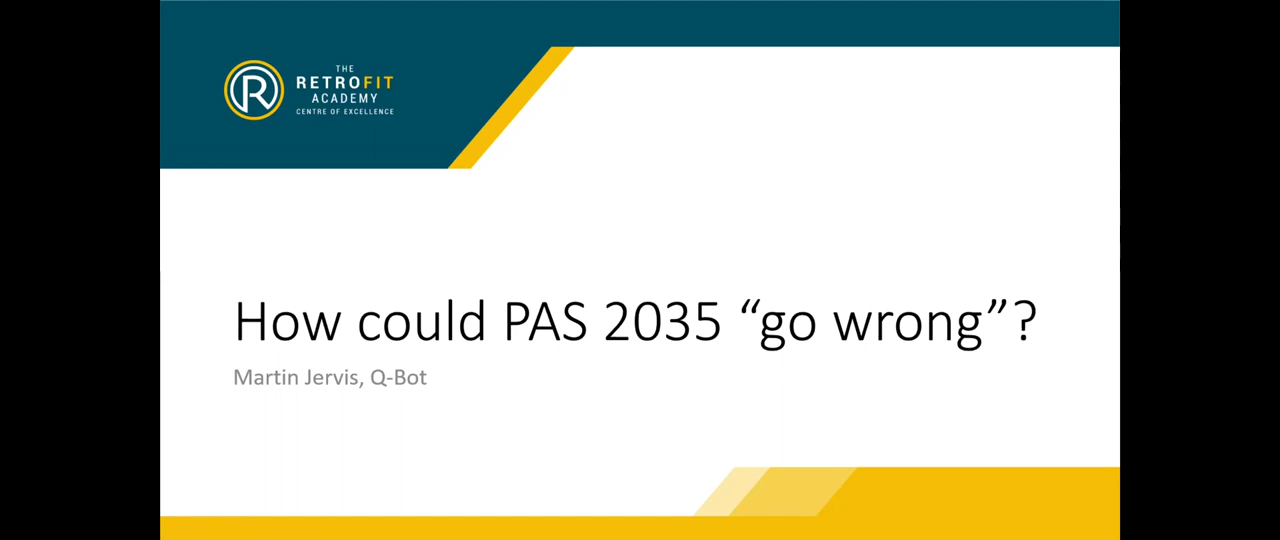 THE
RETROFIT
ACADEMY
CENTRE OF EXCELLENCE
How could PAS 2035 “go wrong”?
Martin Jervis, Q-Bot